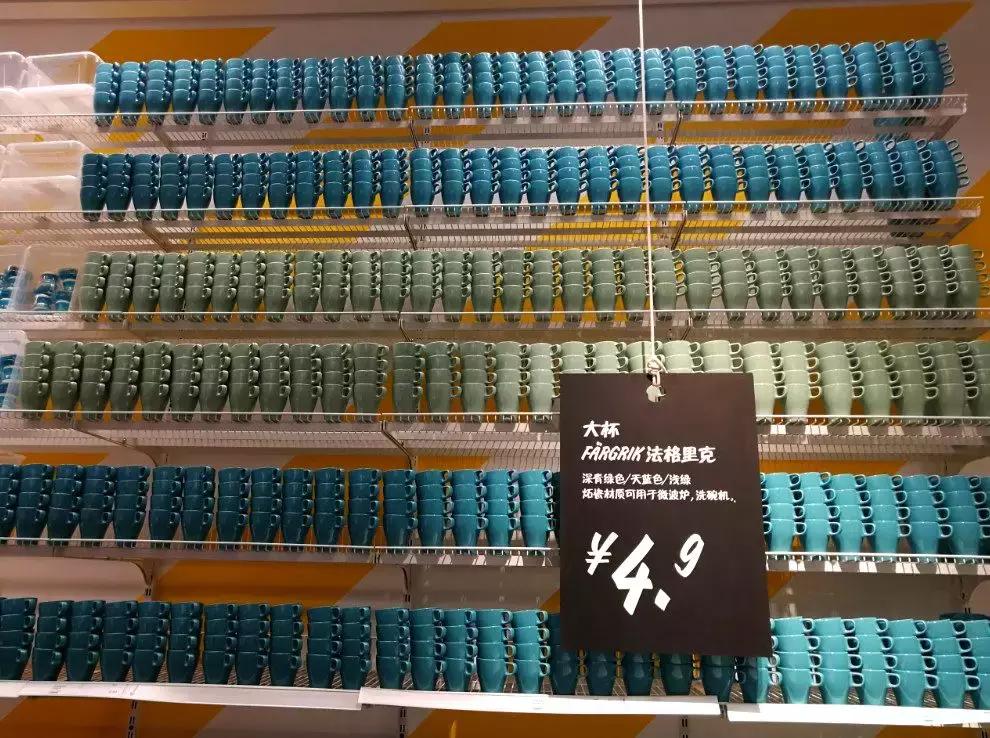 大杯
FÄRGRIK 法格里克
深青绿色/天蓝色/浅绿
炻瓷材质可用于微波炉,洗碗机.
¥4.9